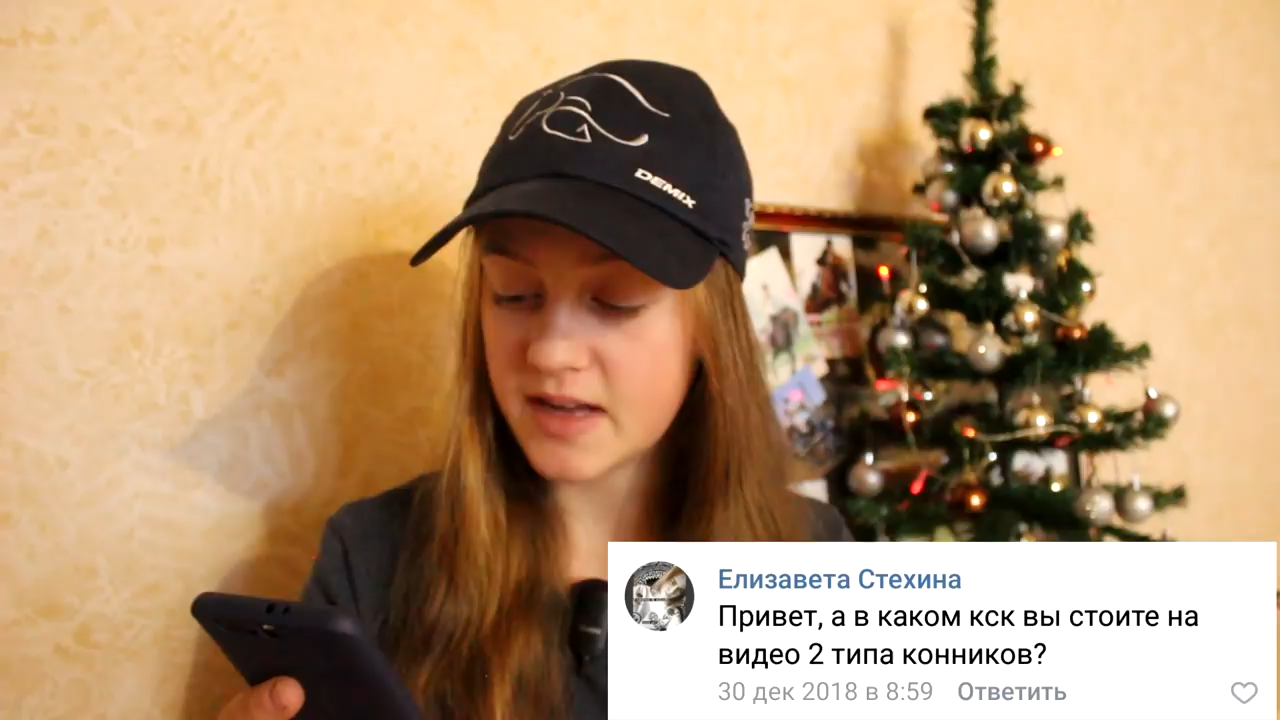 DEMIX
Елизавета Стехина
Привет, а в каком кск вы стоите на
видео 2 типа конников?
30 дек 2018 в 8:59 Ответить